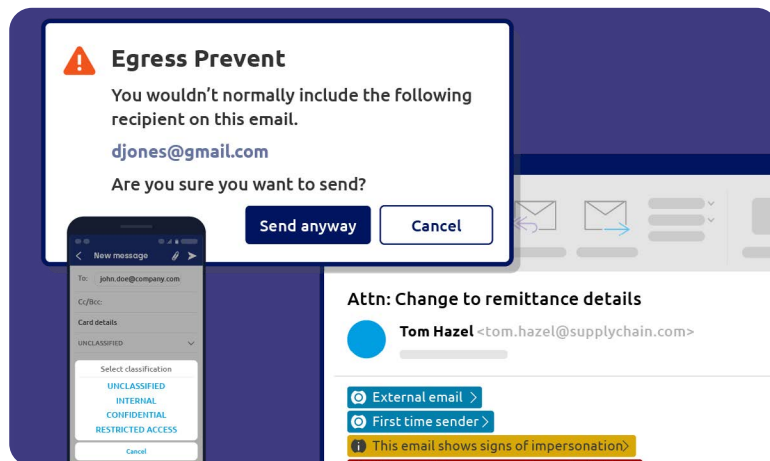 Egress Prevent
You wouldn't normally include the following
recipient on this email.
djones@gmail.com
Are you sure you want to send?
Send anyway
Cancel
New message
To: john.doe@company.com
Cc/Bcc:
Card details
UNCLASSIFIED
Select classification
UNCLASSIFIED
INTERNAL
CONFIDENTIAL
RESTRICTED ACCESS
Cancel
Attn: Change to remittance details
Tom Hazel <tom.hazel@supplychain.com>
External email >
First time sender >
This email shows signs of impersonation>